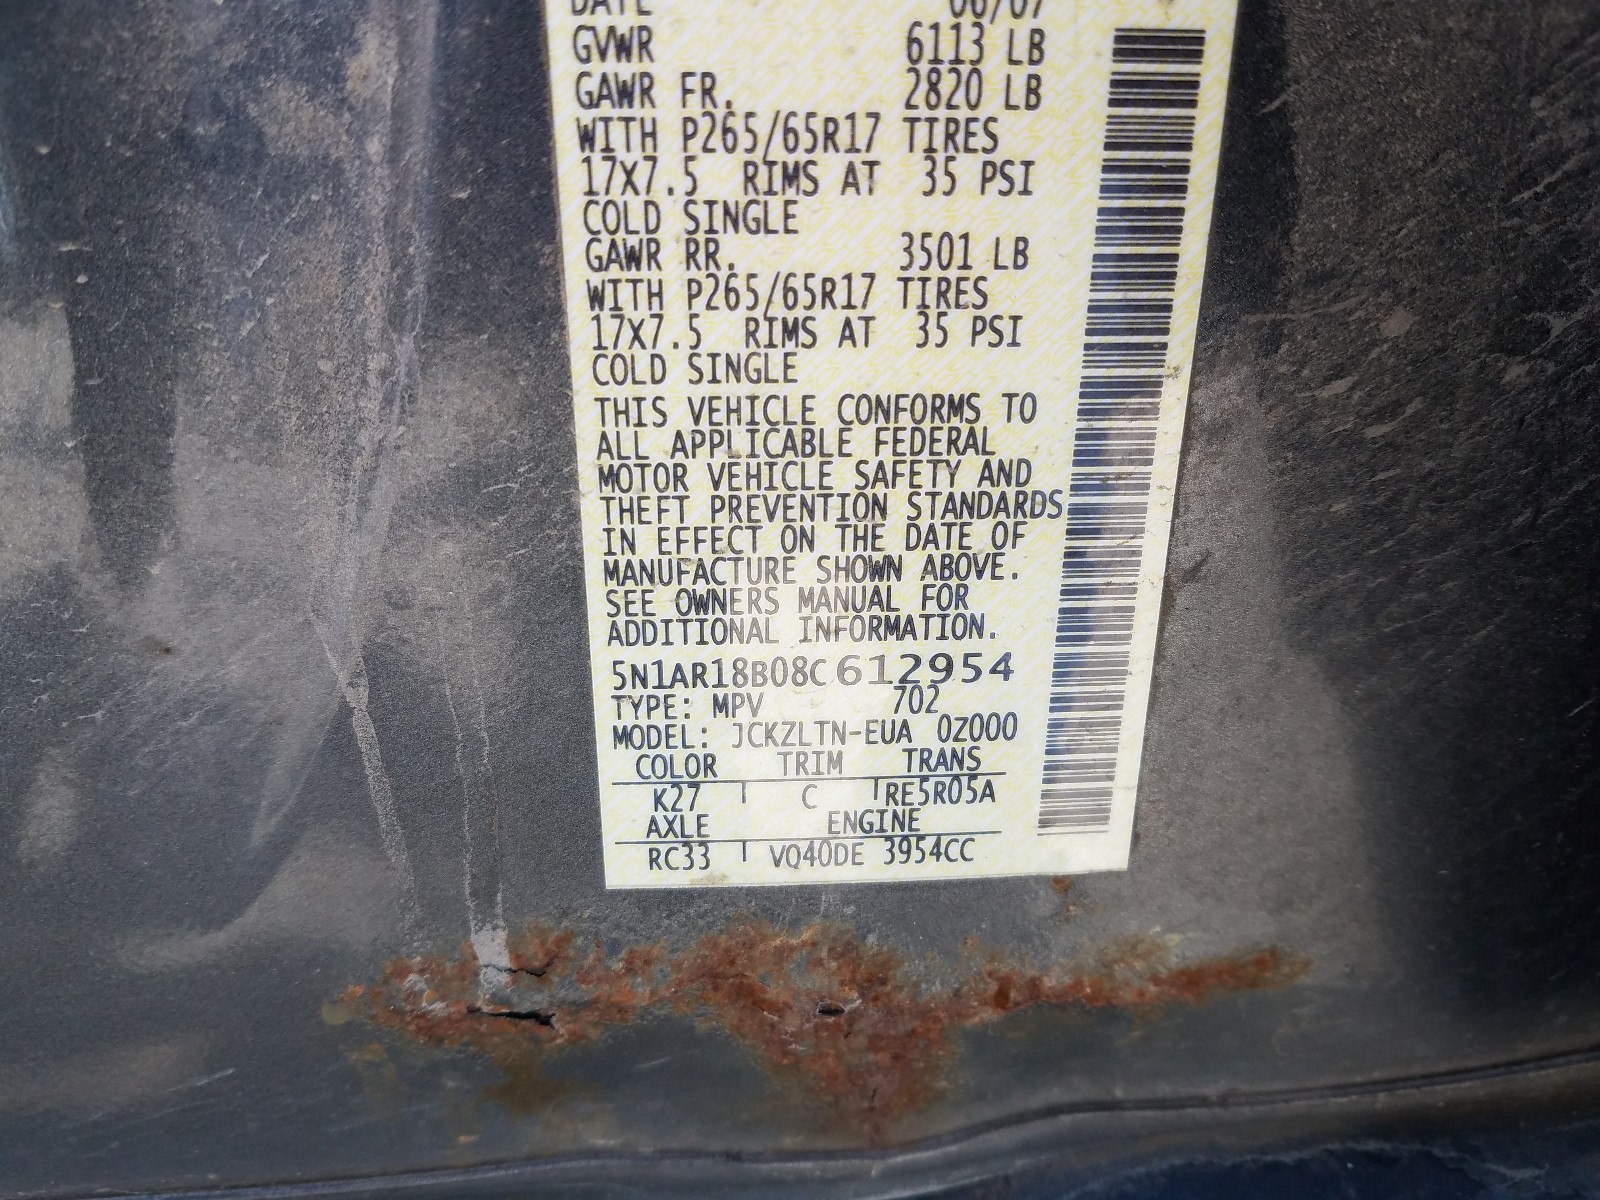 DATE 06/07
GVWR 6113 LB
GAWR FR. 2820 LB
WITH P265/65R17 TIRES
17X7.5 RIMS AT 35 PSI
COLD SINGLE
GAWR RR. 3501 LB
WITH P265/65R17 TIRES
17X7.5 RIMS AT 35 PSI
COLD SINGLE
THIS VEHICLE CONFORMS TO
ALL APPLICABLE FEDERAL
MOTOR VEHICLE SAFETY AND
THEFT PREVENTION STANDARDS
IN EFFECT ON THE DATE OF
MANUFACTURE SHOWN ABOVE.
SEE OWNERS MANUAL FOR
ADDITIONAL INFORMATION.
5N1AR18B08C612954
TYPE: MPV 702
MODEL: JCKZLTN-EUA 0Z000
COLOR TRIM TRANS
K27 C RE5R05A
AXLE ENGINE
RC33 VQ40DE 3954CC